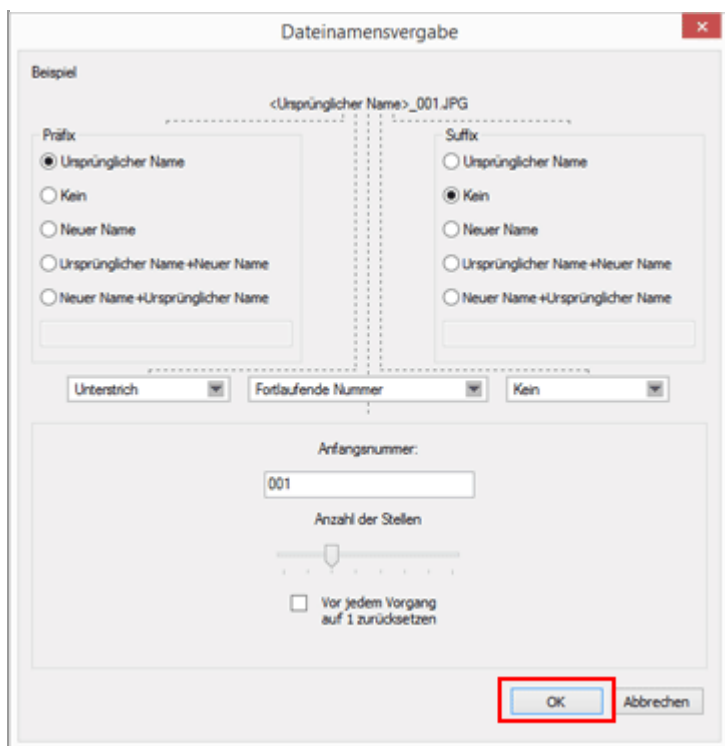 Dateinamensvergabe
Beispiel
<Ursprünglicher Name>_001.JPG
Präfix
Ursprünglicher Name
Kein
Neuer Name
Ursprünglicher Name+Neuer Name
Neuer Name+Ursprünglicher Name
Suffix
Ursprünglicher Name
Kein
Neuer Name
Ursprünglicher Name+Neuer Name
Neuer Name+Ursprünglicher Name
Unterstrich
Fortlaufende Nummer
Kein
Anfangsnummer:
001
Anzahl der Stellen
Vor jedem Vorgang
auf 1 zurücksetzen
OK
Abbrechen